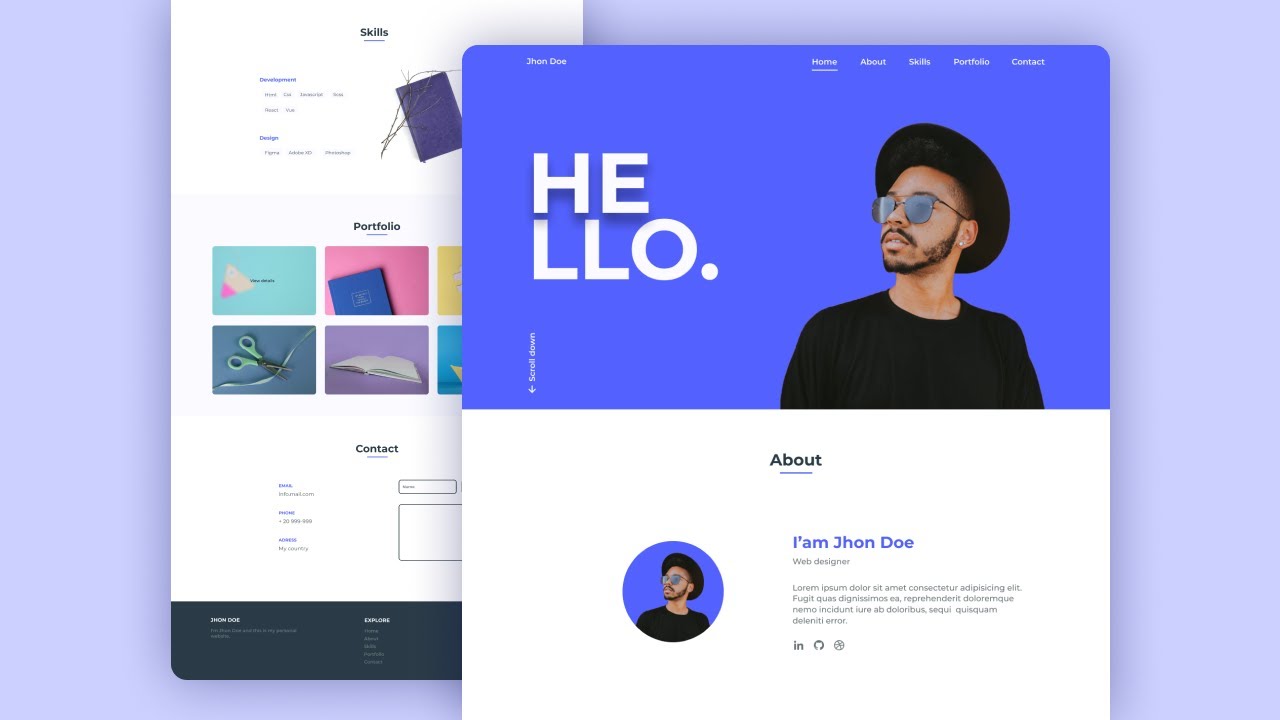 Skills
Development
Html Css Javascript Scss
React Vue
Design
Figma Adobe XD Photoshop
Portfolio
View details
Contact
EMAIL
info.mail.com
PHONE
+ 20 999-999
ADRESS
My country
Name
JHON DOE
I'm Jhon Doe and this is my personal
website.
EXPLORE
Home
About
Skills
Portfolio
Contact
Jhon Doe
Home About Skills Portfolio Contact
HE
LLO.
Scroll down
About
I'am Jhon Doe
Web designer
Lorem ipsum dolor sit amet consectetur adipisicing elit.
Fugit quas dignissimos ea, reprehenderit doloremque
nemo incidunt iure ab doloribus, sequi quisquam
deleniti error.
in